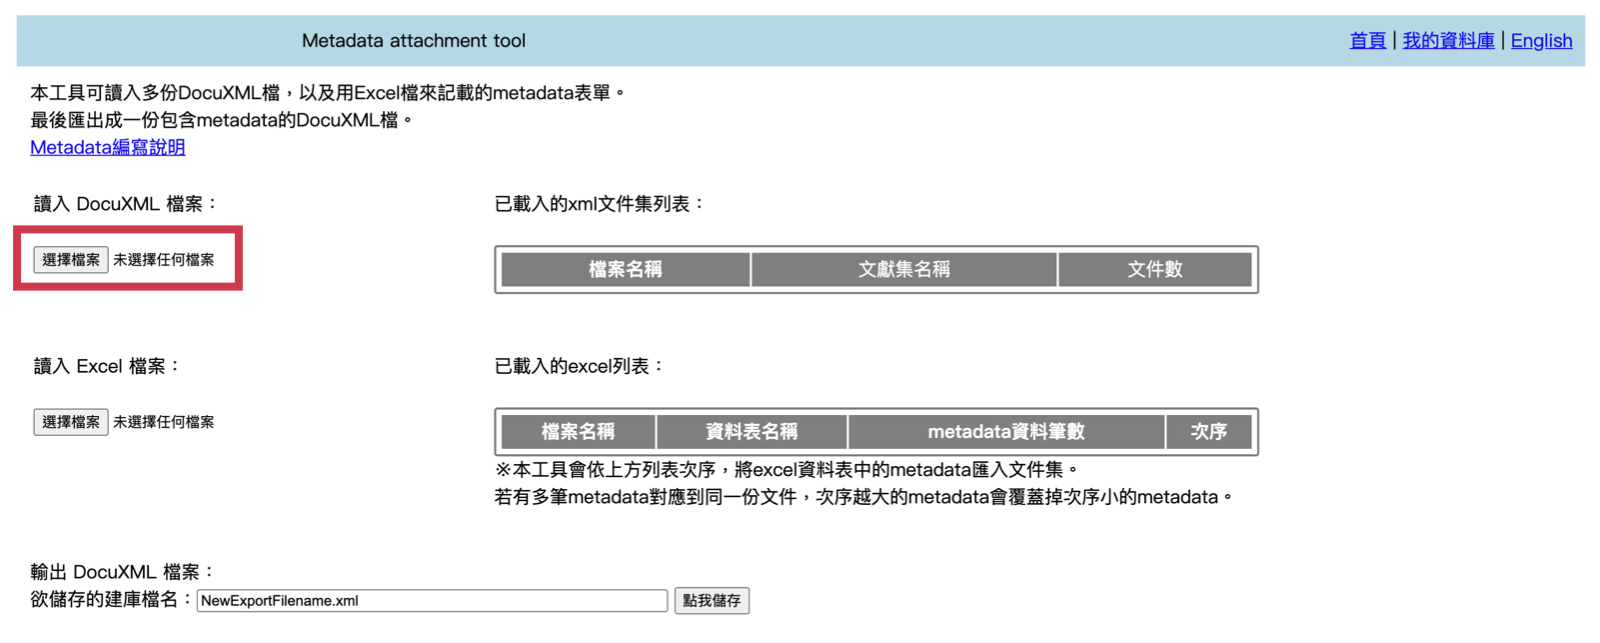 Metadata attachment tool
首頁 | 我的資料庫 | English
本工具可讀入多份DocuXML檔，以及用Excel檔來記載的metadata表單。
最後匯出成一份包含metadata的DocuXML檔。
Metadata編寫說明
讀入 DocuXML 檔案：
選擇檔案 未選擇任何檔案
已載入的xml文件集列表：
檔案名稱 文獻集名稱 文件數
讀入 Excel 檔案：
選擇檔案 未選擇任何檔案
已載入的excel列表：
檔案名稱 資料表名稱 metadata資料筆數 次序
※本工具會依上方列表次序，將excel資料表中的metadata匯入文件集。
若有多筆metadata對應到同一份文件，次序越大的metadata會覆蓋掉次序小的metadata。
輸出 DocuXML 檔案：
欲儲存的建庫檔名：NewExportFilename.xml 點我儲存